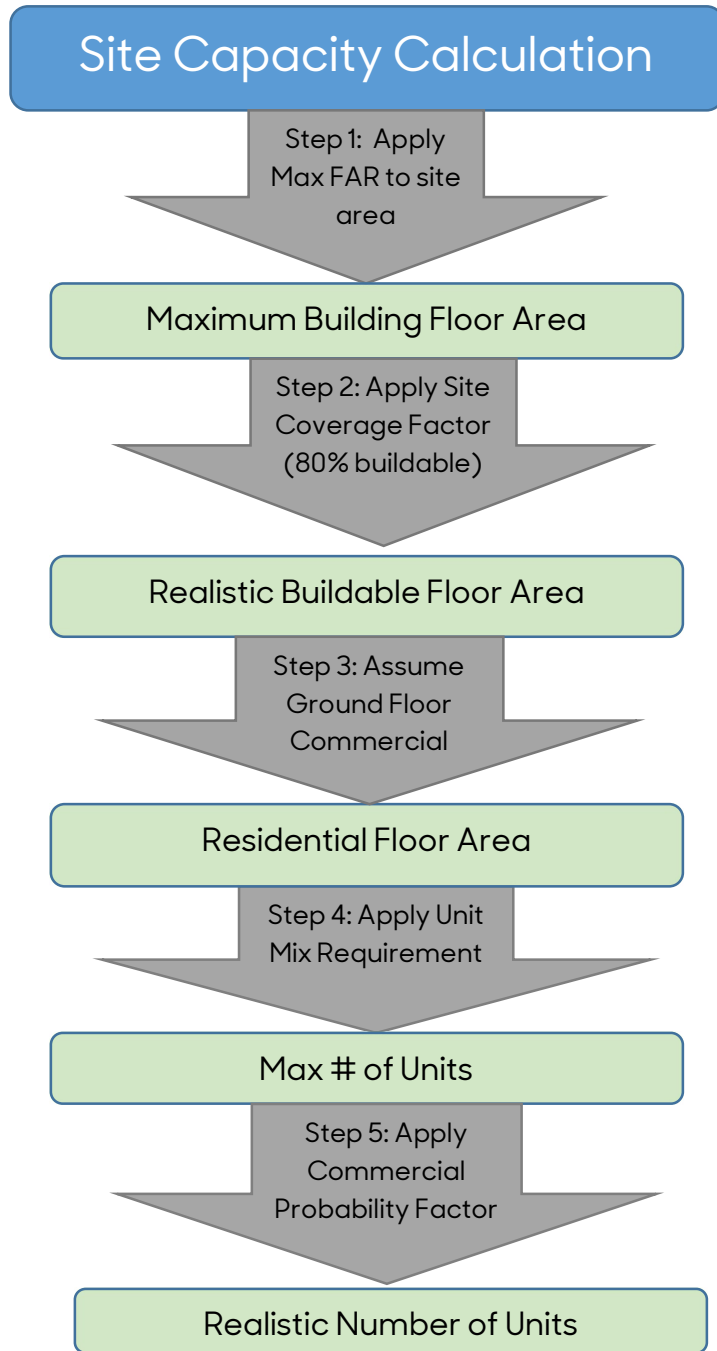 Site Capacity Calculation
Step 1:  Apply
Max FAR to site
area
Maximum Building Floor Area
Step 2: Apply Site
Coverage Factor
(80% buildable)
Realistic Buildable Floor Area
Step 3: Assume
Ground Floor
Commercial
Residential Floor Area
Step 4: Apply Unit
Mix Requirement
Max # of Units
Step 5: Apply
Commercial
Probability Factor
Realistic Number of Units